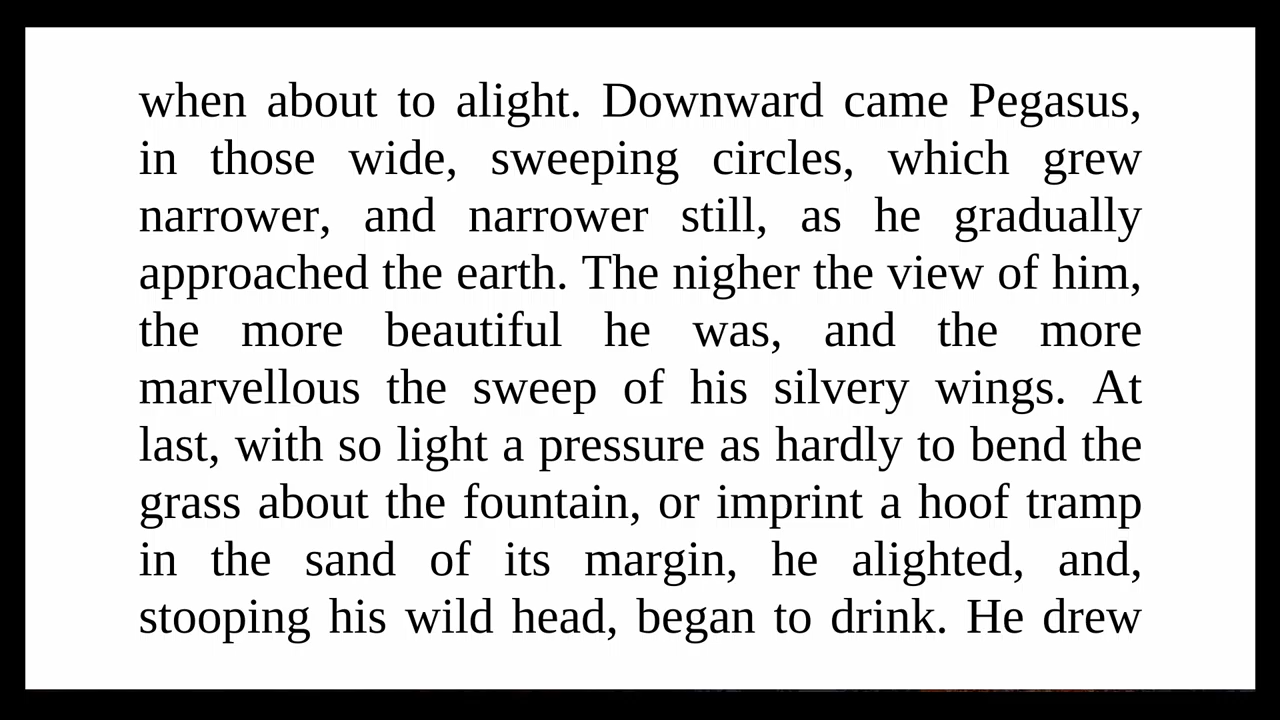 when about to alight. Downward came Pegasus,
in those wide, sweeping circles, which grew
narrower, and narrower still, as he gradually
approached the earth. The nigher the view of him,
the more beautiful he was, and the more
marvellous the sweep of his silvery wings. At
last, with so light a pressure as hardly to bend the
grass about the fountain, or imprint a hoof tramp
in the sand of its margin, he alighted, and,
stooping his wild head, began to drink. He drew